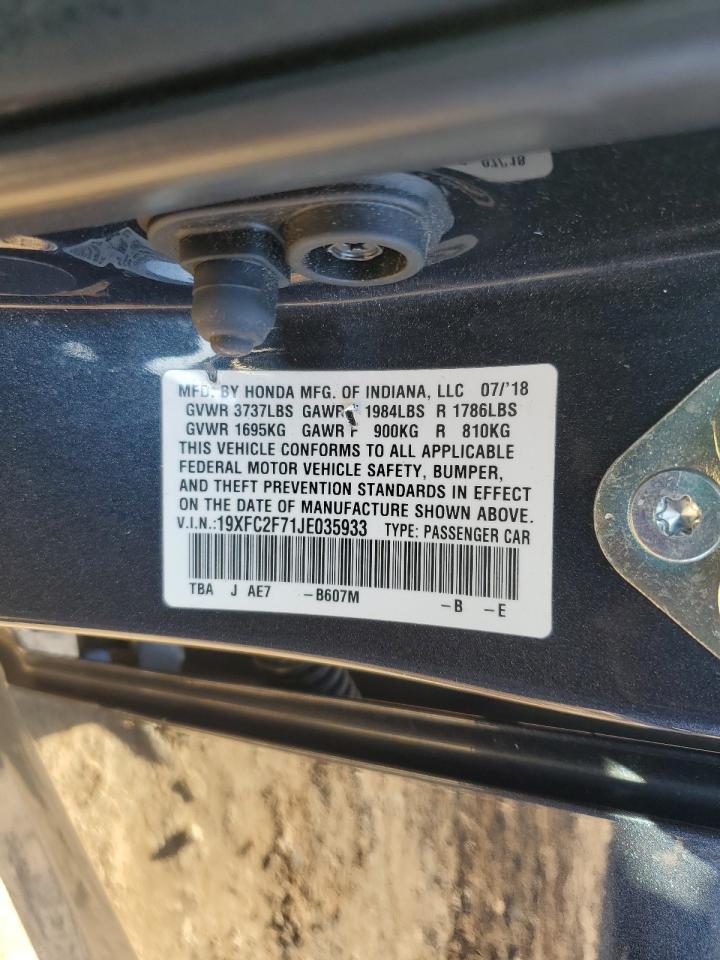 07/'18
MFD. BY HONDA MFG. OF INDIANA, LLC 07/'18
GVWR 3737LBS GAWR F 1984LBS R 1786LBS
GVWR 1695KG GAWR F 900KG R 810KG
THIS VEHICLE CONFORMS TO ALL APPLICABLE
FEDERAL MOTOR VEHICLE SAFETY, BUMPER,
AND THEFT PREVENTION STANDARDS IN EFFECT
ON THE DATE OF MANUFACTURE SHOWN ABOVE.
V.I.N.:19XFC2F71JE035933 TYPE: PASSENGER CAR
TBA J AE7 -B607M -B -E